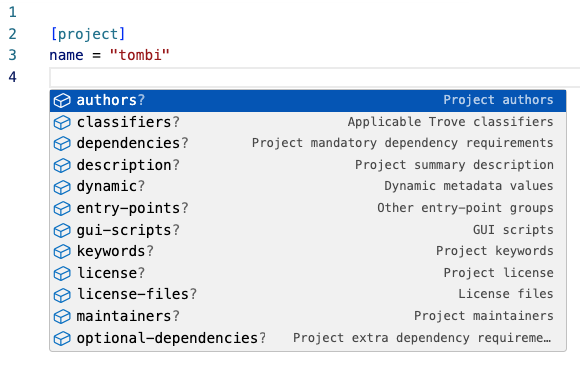 1
2 [project]
3 name = "tombi"
4
authors? Project authors
classifiers? Applicable Trove classifiers
dependencies? Project mandatory dependency requirements
description? Project summary description
dynamic? Dynamic metadata values
entry-points? Other entry-point groups
gui-scripts? GUI scripts
keywords? Project keywords
license? Project license
license-files? License files
maintainers? Project maintainers
optional-dependencies? Project extra dependency requireme…